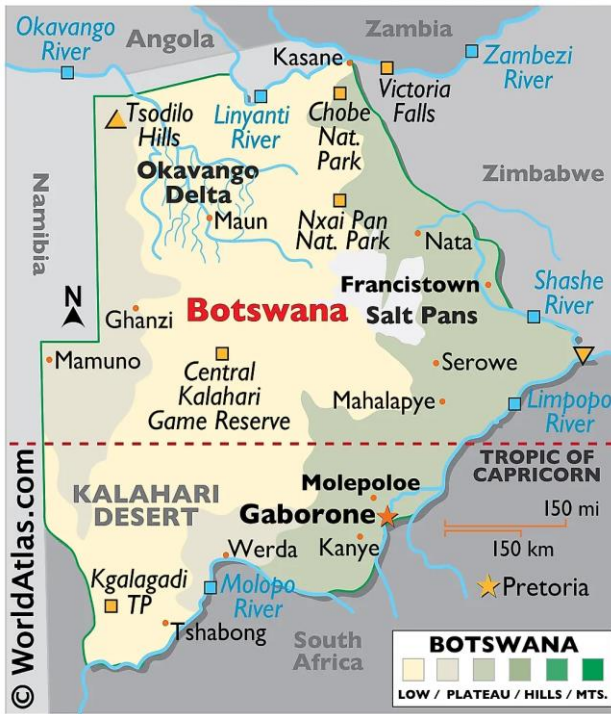 Okavango
River
Angola
Zambia
Kasane
Zambezi
River
Tsodilo
Hills
Linyanti
River
Chobe
Nat.
Park
Victoria
Falls
Okavango
Delta
Zimbabwe
Namibia
Maun
Nxai Pan
Nat. Park
Nata
Francistown
Shashe
River
N
Botswana
Salt Pans
Ghanzi
Mamuno
Central
Kalahari
Game Reserve
Serowe
Mahalapye
Limpopo
River
TROPIC OF
CAPRICORN
KALAHARI
DESERT
Molepoloe
Gaborone
150 mi
150 km
Werda
Kanye
Pretoria
Kgalagadi
TP
Molopo
River
Tshabong
South
Africa
BOTSWANA
LOW / PLATEAU / HILLS / MTS.
© WorldAtlas.com